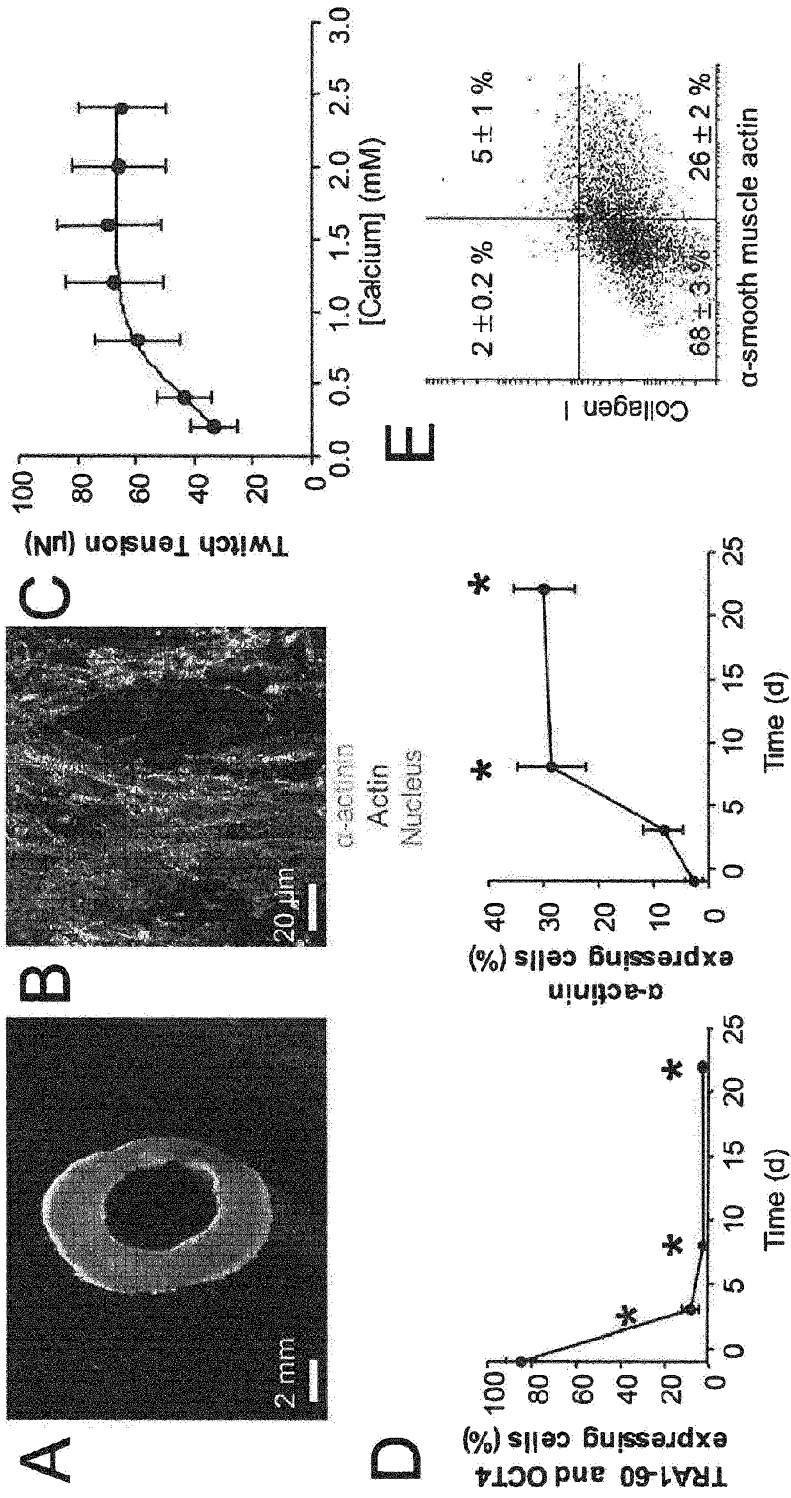 A
2 mm
B
20 µm
α-actinin
Actin
Nucleus
C
Twitch Tension (µN)
100
80
60
40
20
0
0.0
0.5
1.0
1.5
2.0
2.5
3.0
[Calcium] (mM)
D
TRA1-60 and OCT4
expressing cells (%)
100
80
60
40
20
0
0
5
10
15
20
25
Time (d)
*
*
*
α-actinin
expressing cells (%)
40
30
20
10
0
0
5
10
15
20
25
Time (d)
*
*
E
Collagen I
2 ± 0.2 %
5 ± 1 %
68 ± 3 %
26 ± 2 %
α-smooth muscle actin